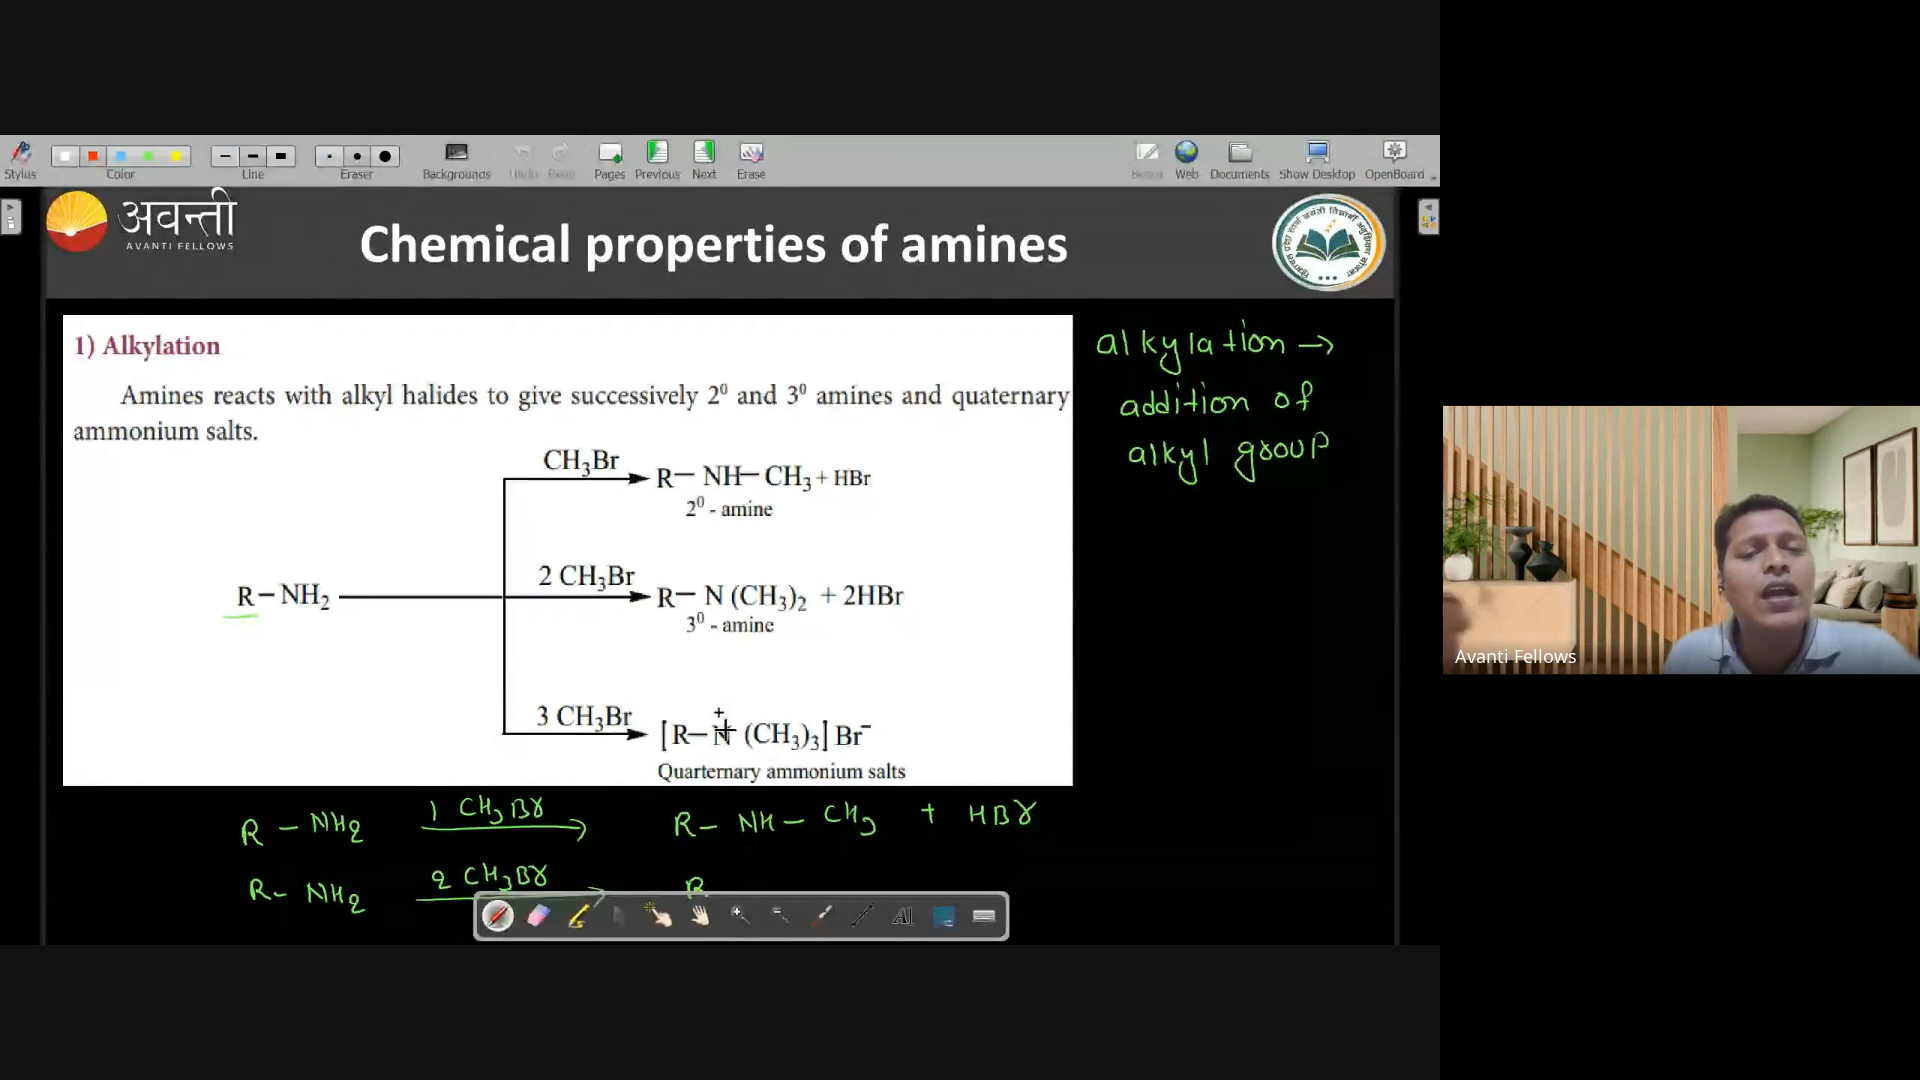 Stylus
Color
Line
Eraser
Backgrounds
Undo
Pages
Previous
Next
Erase
Web
Documents
Show Desktop
OpenBoard
अवन्ती
AVANTI FELLOWS
Chemical properties of amines
1) Alkylation
Amines reacts with alkyl halides to give successively 2⁰ and 3⁰ amines and quaternary
ammonium salts.
CH₃Br
R— NH— CH₃ + HBr
2⁰ - amine
2 CH₃Br
R – NH₂
R— N (CH₃)₂ + 2HBr
3⁰ - amine
3 CH₃Br
+
[R— N (CH₃)₃] Br⁻
Quarternary ammonium salts
alkylation →
addition of
alkyl group
R – NH₂ 1 CH₃Br → R – NH – CH₃ + HBr
R – NH₂ 2 CH₃Br → R
Avanti Fellows